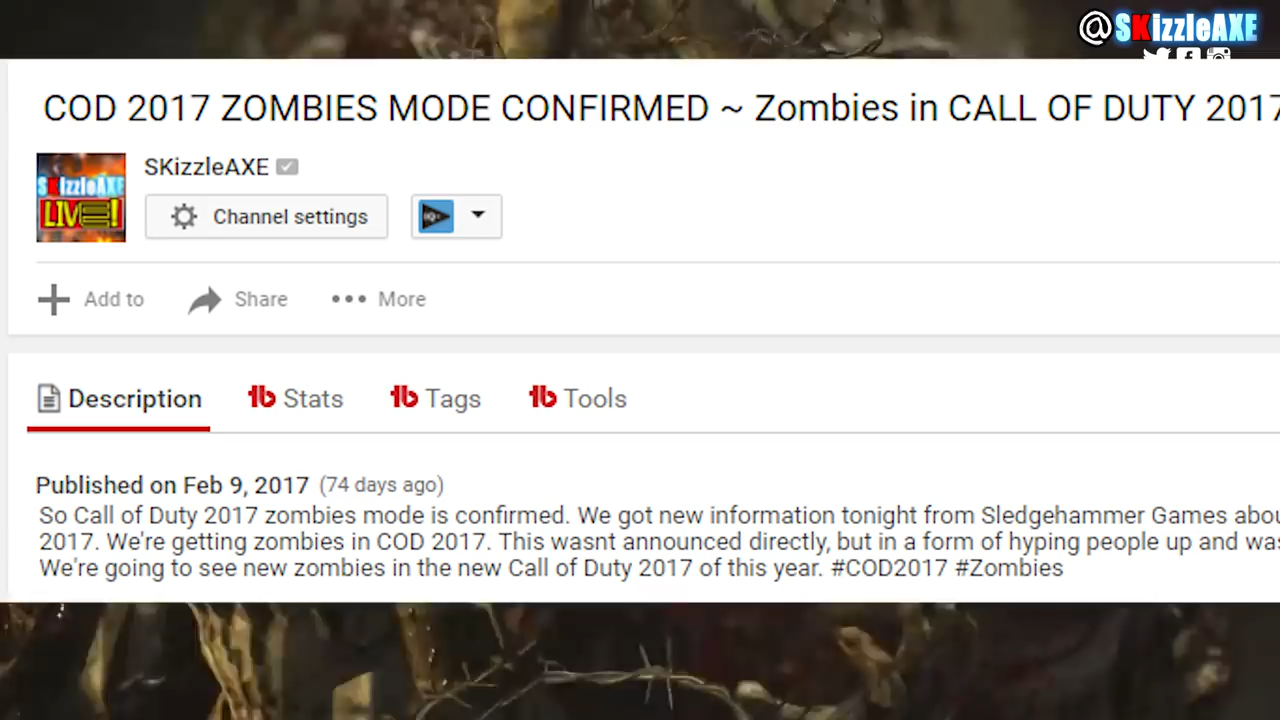 @SKizzleAXE
COD 2017 ZOMBIES MODE CONFIRMED ~ Zombies in CALL OF DUTY 2017
SKizzleAXE
SKizzleAXE
LIVE!
Channel settings
Add to
Share
More
Description
Stats
Tags
Tools
Published on Feb 9, 2017 (74 days ago)
So Call of Duty 2017 zombies mode is confirmed. We got new information tonight from Sledgehammer Games abou
2017. We're getting zombies in COD 2017. This wasnt announced directly, but in a form of hyping people up and was
We're going to see new zombies in the new Call of Duty 2017 of this year. #COD2017 #Zombies